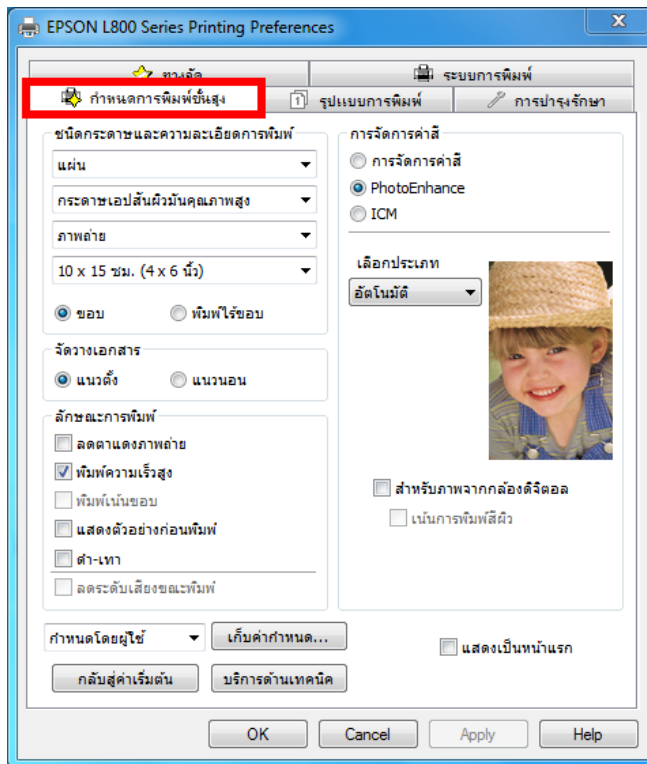 EPSON L800 Series Printing Preferences
ทางลัด
ระบบการพิมพ์
กำหนดการพิมพ์ขั้นสูง
รูปแบบการพิมพ์
การบำรุงรักษา
ชนิดกระดาษและความละเอียดการพิมพ์
แผ่น
กระดาษเอปสันผิวมันคุณภาพสูง
ภาพถ่าย
10 x 15 ซม. (4 x 6 นิ้ว)
ขอบ
พิมพ์ไร้ขอบ
จัดวางเอกสาร
แนวตั้ง
แนวนอน
ลักษณะการพิมพ์
ลดตาแดงภาพถ่าย
พิมพ์ความเร็วสูง
พิมพ์เน้นขอบ
แสดงตัวอย่างก่อนพิมพ์
ดำ-เทา
ลดระดับเสียงขณะพิมพ์
การจัดการค่าสี
การจัดการค่าสี
PhotoEnhance
ICM
เลือกประเภท
อัตโนมัติ
สำหรับภาพจากกล้องดิจิตอล
เน้นการพิมพ์สีผิว
กำหนดโดยผู้ใช้
เก็บค่ากำหนด...
แสดงเป็นหน้าแรก
กลับสู่ค่าเริ่มต้น
บริการด้านเทคนิค
OK
Cancel
Apply
Help